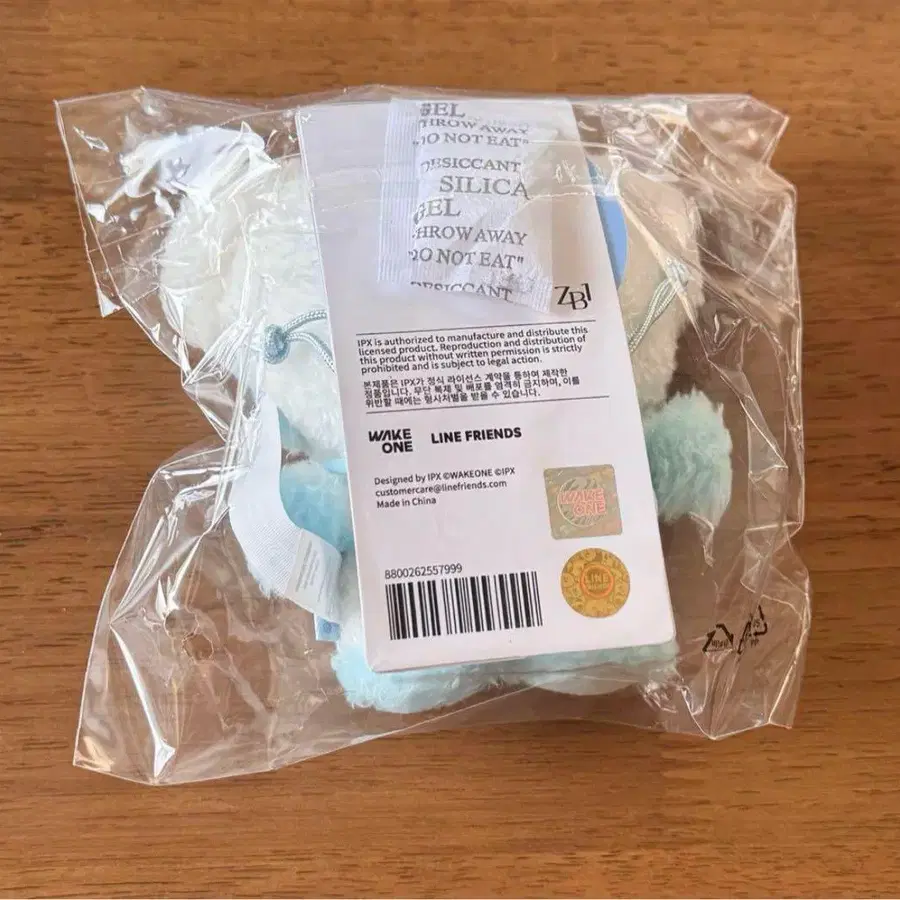 GEL
THROW AWAY
"DO NOT EAT"
DESICCANT
SILICA
GEL
THROW AWAY
"DO NOT EAT"
DESICCANT
ZB1
IPX is authorized to manufacture and distribute this
licensed product. Reproduction and distribution of
this product without written permission is strictly
prohibited and is subject to legal action.
본제품은 IPX가 정식 라이선스 계약을 통하여 제작한
정품입니다. 무단 복제 및 배포를 엄격히 금지하며, 이를
위반할 때에는 형사처벌을 받을 수 있습니다.
WAKE
ONE
LINE FRIENDS
Designed by IPX ©WAKEONE ©IPX
customercare@linefriends.com
Made in China
WAKE
ONE
LINE
8800262557999